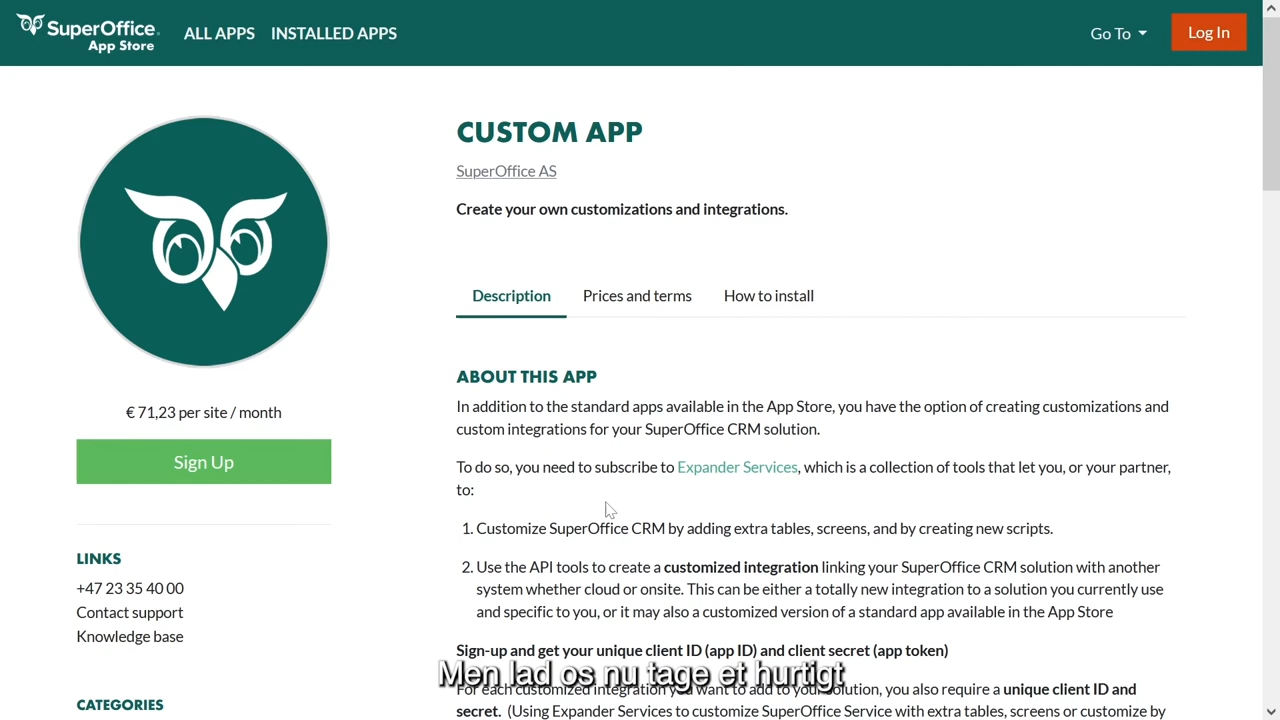 SuperOffice.
App Store
ALL APPS
INSTALLED APPS
Go To
Log In
CUSTOM APP
SuperOffice AS
Create your own customizations and integrations.
Description
Prices and terms
How to install
€ 71,23 per site / month
Sign Up
LINKS
+47 23 35 40 00
Contact support
Knowledge base
CATEGORIES
ABOUT THIS APP
In addition to the standard apps available in the App Store, you have the option of creating customizations and
custom integrations for your SuperOffice CRM solution.
To do so, you need to subscribe to Expander Services, which is a collection of tools that let you, or your partner,
to:
1. Customize SuperOffice CRM by adding extra tables, screens, and by creating new scripts.
2. Use the API tools to create a customized integration linking your SuperOffice CRM solution with another
system whether cloud or onsite. This can be either a totally new integration to a solution you currently use
and specific to you, or it may also a customized version of a standard app available in the App Store
Sign-up and get your unique client ID (app ID) and client secret (app token)
For each customized integration you want to add to your solution, you also require a unique client ID and
secret. (Using Expander Services to customize SuperOffice Service with extra tables, screens or customize by
Men lad os nu tage et hurtigt